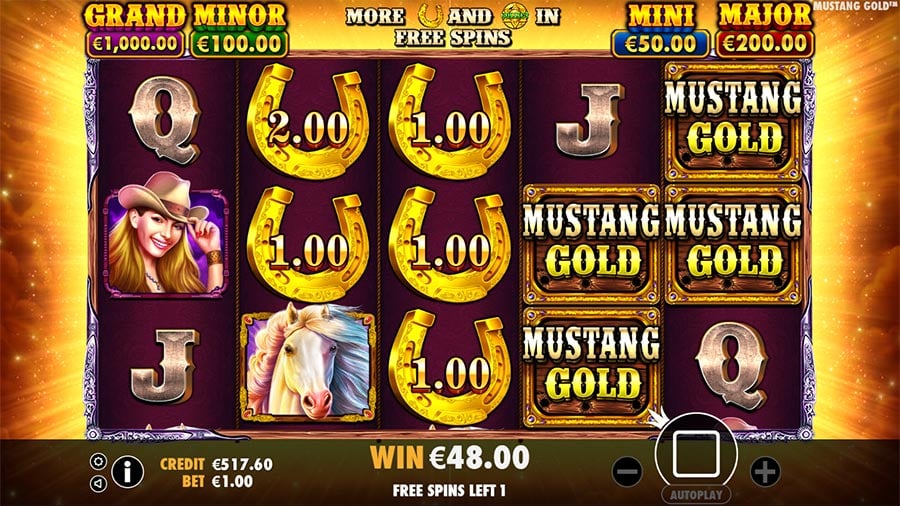 MUSTANG GOLD™
GRAND
€1,000.00
MINOR
€100.00
MORE AND IN
FREE SPINS
MINI
€50.00
MAJOR
€200.00
Q
2.00
1.00
J
MUSTANG
GOLD
1.00
1.00
MUSTANG
GOLD
MUSTANG
GOLD
J
1.00
MUSTANG
GOLD
Q
CREDIT €517.60
BET €1.00
WIN €48.00
FREE SPINS LEFT 1
AUTOPLAY